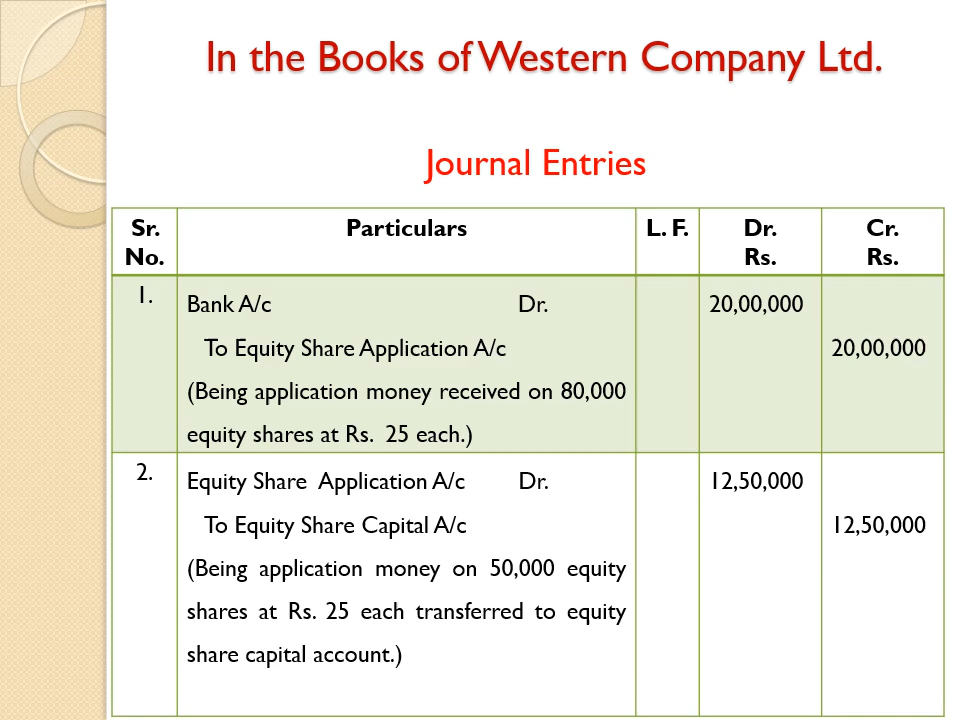 In the Books of Western Company Ltd.
Journal Entries
Sr. No. Particulars L. F. Dr. Rs. Cr. Rs.
1. Bank A/c Dr. 20,00,000
To Equity Share Application A/c 20,00,000
(Being application money received on 80,000
equity shares at Rs. 25 each.)
2. Equity Share Application A/c Dr. 12,50,000
To Equity Share Capital A/c 12,50,000
(Being application money on 50,000 equity
shares at Rs. 25 each transferred to equity
share capital account.)